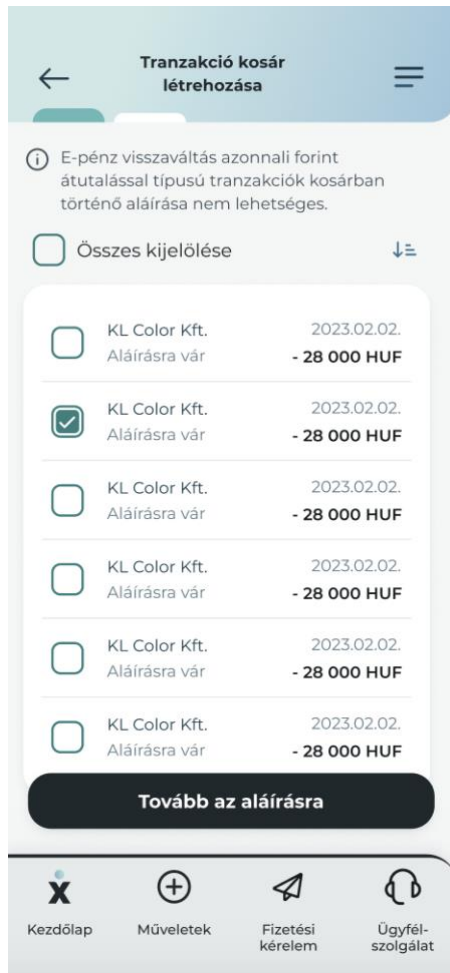 Tranzakció kosár
létrehozása
E-pénz visszaváltás azonnali forint
átutalással típusú tranzakciók kosárban
történő aláírása nem lehetséges.
Összes kijelölése
KL Color Kft. 2023.02.02.
Aláírásra vár - 28 000 HUF
KL Color Kft. 2023.02.02.
Aláírásra vár - 28 000 HUF
KL Color Kft. 2023.02.02.
Aláírásra vár - 28 000 HUF
KL Color Kft. 2023.02.02.
Aláírásra vár - 28 000 HUF
KL Color Kft. 2023.02.02.
Aláírásra vár - 28 000 HUF
KL Color Kft. 2023.02.02.
Aláírásra vár - 28 000 HUF
Tovább az aláírásra
Kezdőlap Műveletek Fizetési Ügyfél-
kérelem szolgálat